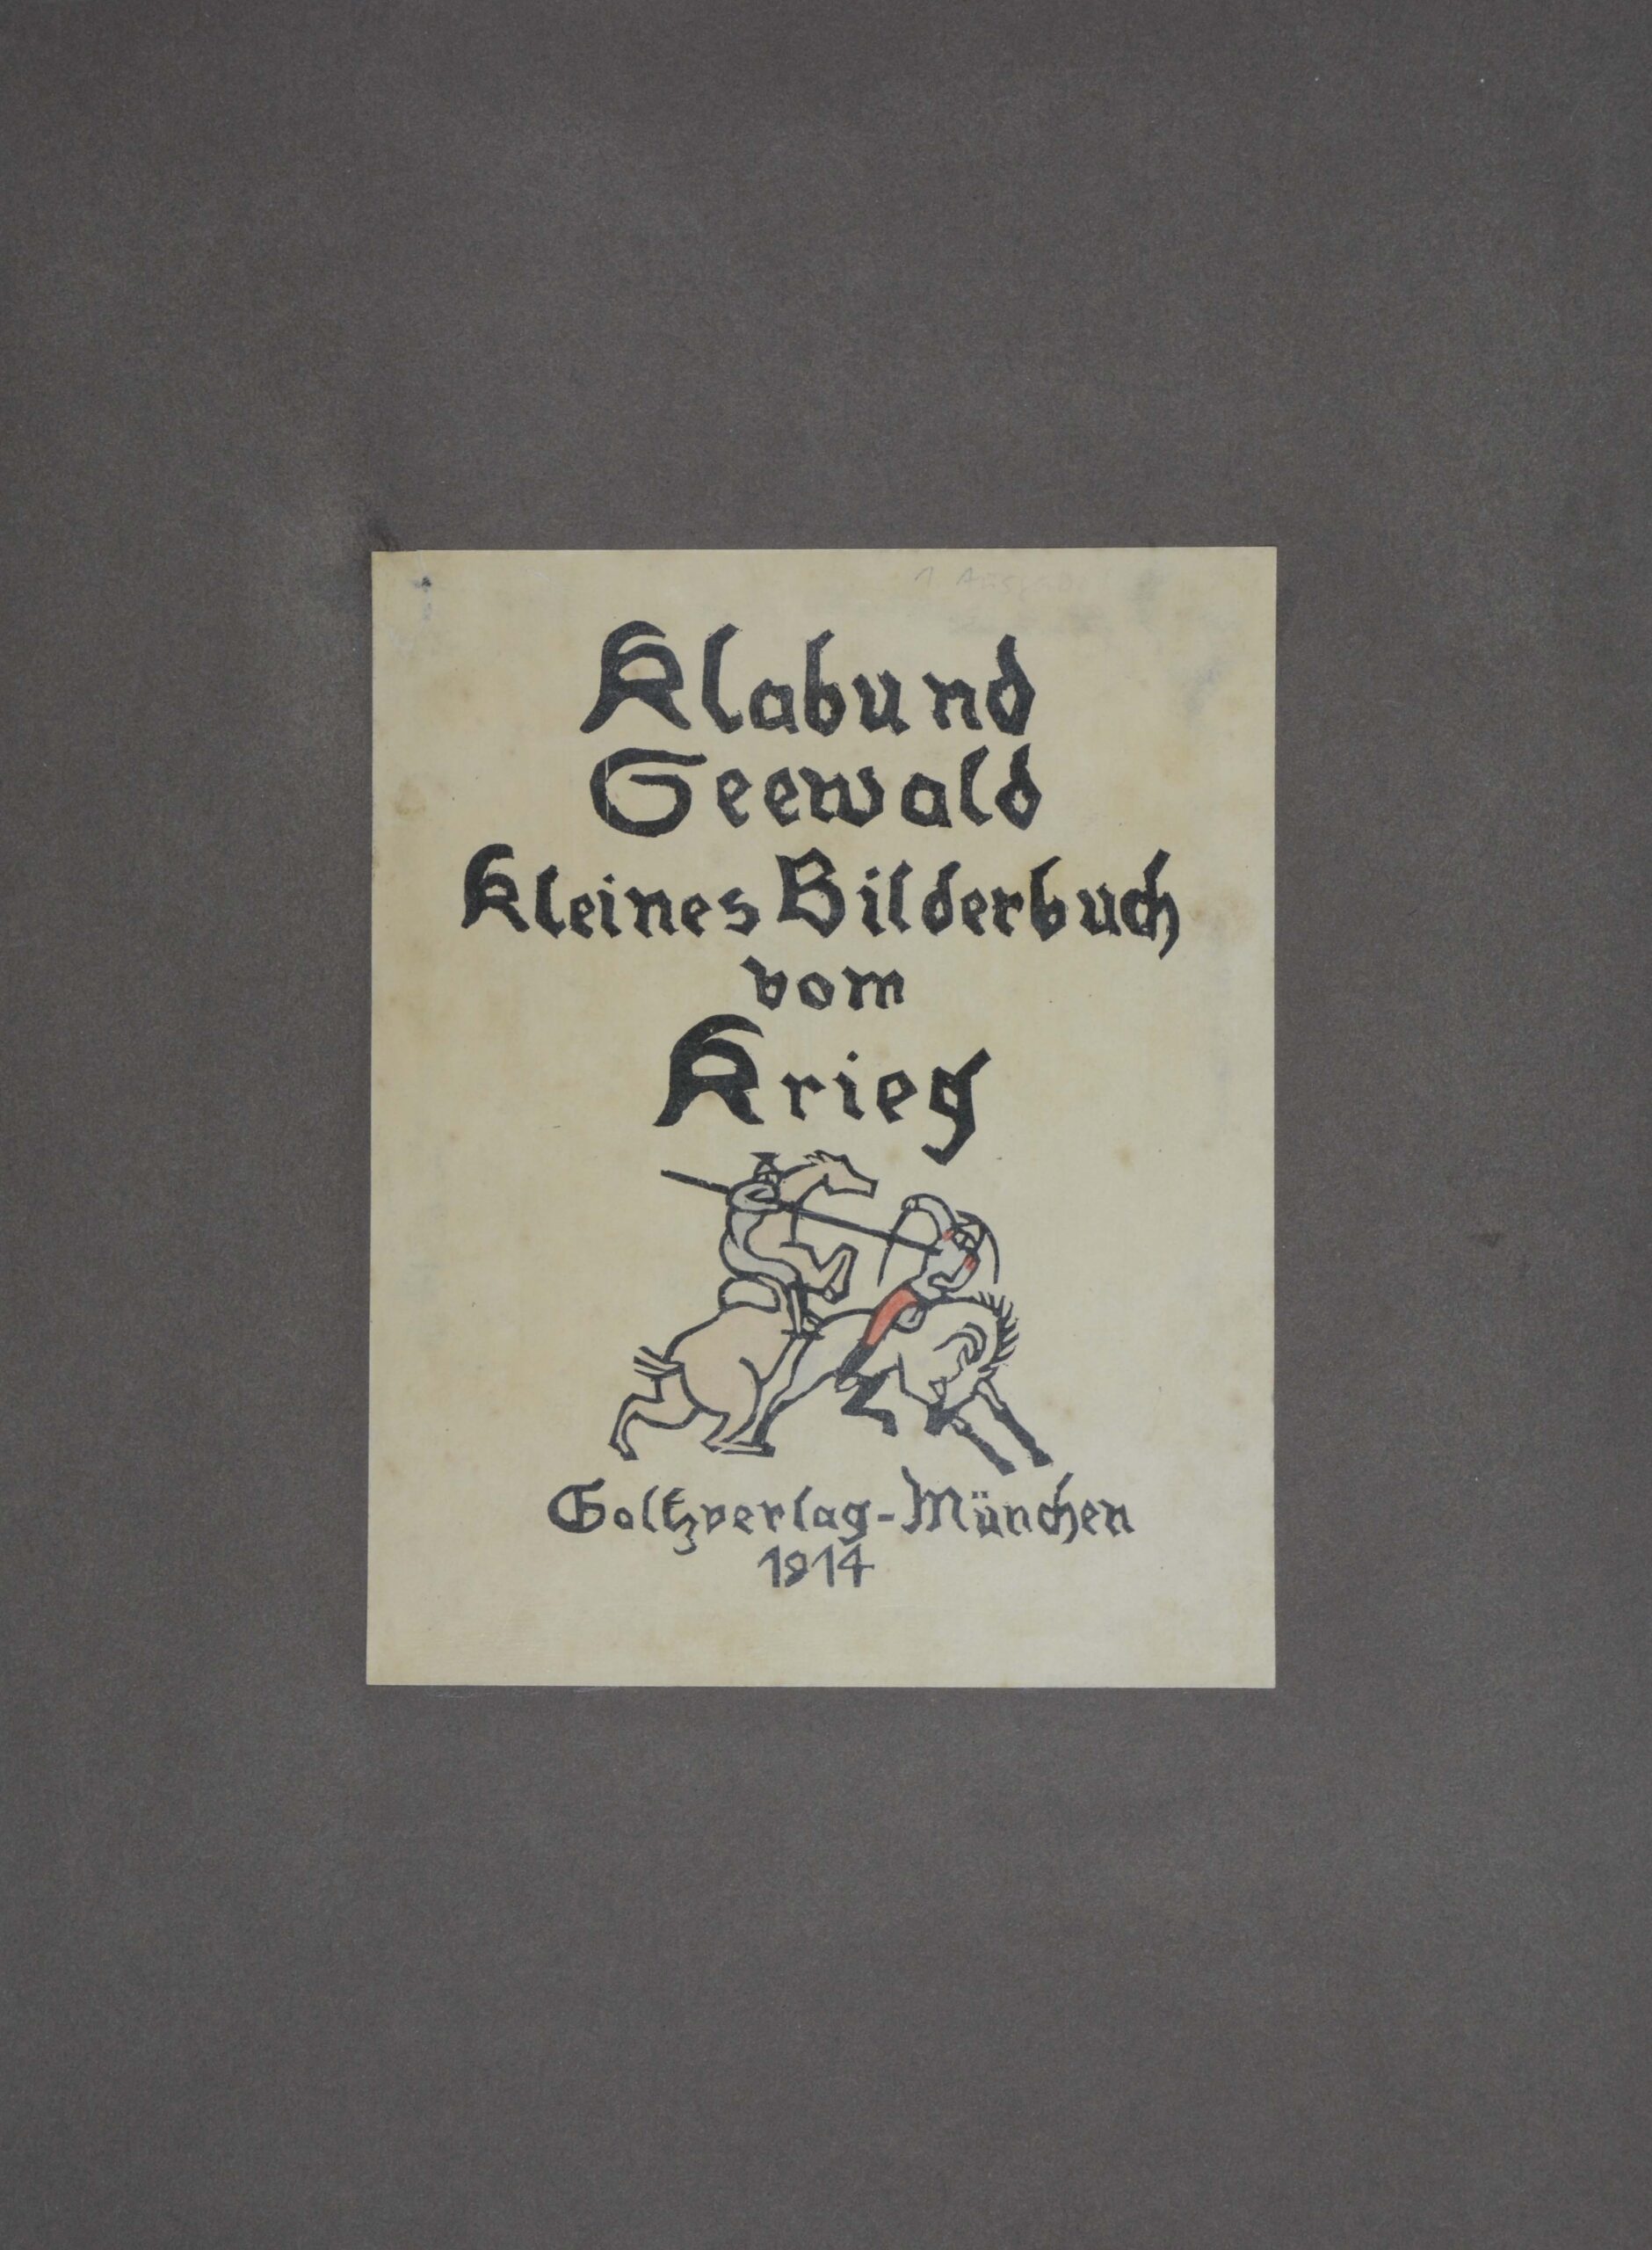 Klabund
Seewald
Kleines Bilderbuch
vom
Krieg
Goltzverlag-München
1914